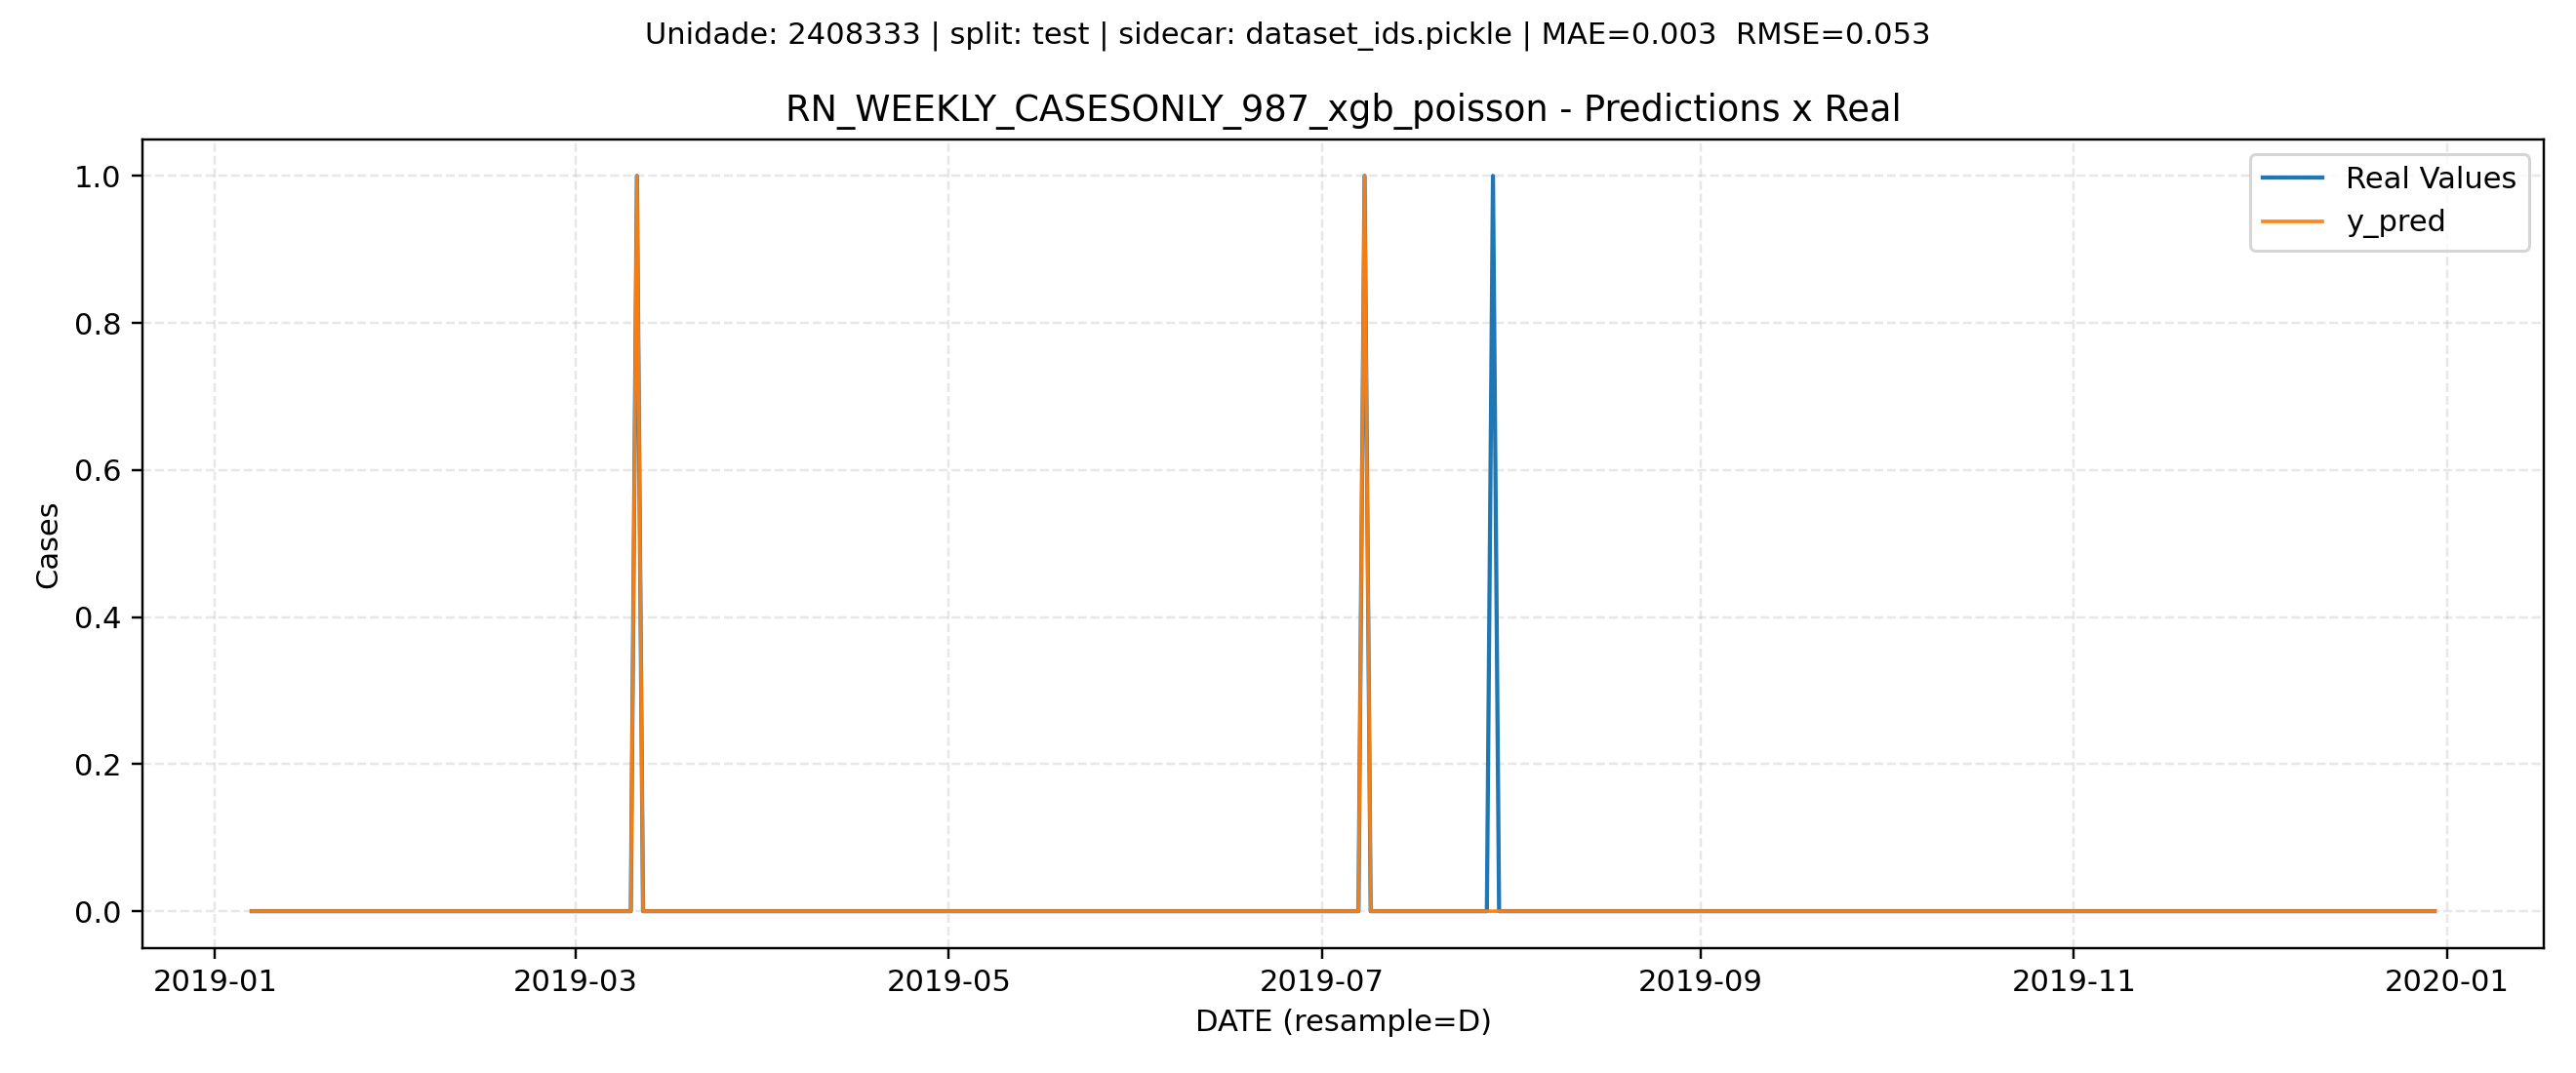 Unidade: 2408333 | split: test | sidecar: dataset_ids.pickle | MAE=0.003  RMSE=0.053
RN_WEEKLY_CASESONLY_987_xgb_poisson - Predictions x Real
Real Values
y_pred
1.0
0.8
0.6
0.4
0.2
0.0
Cases
2019-01
2019-03
2019-05
2019-07
2019-09
2019-11
2020-01
DATE (resample=D)